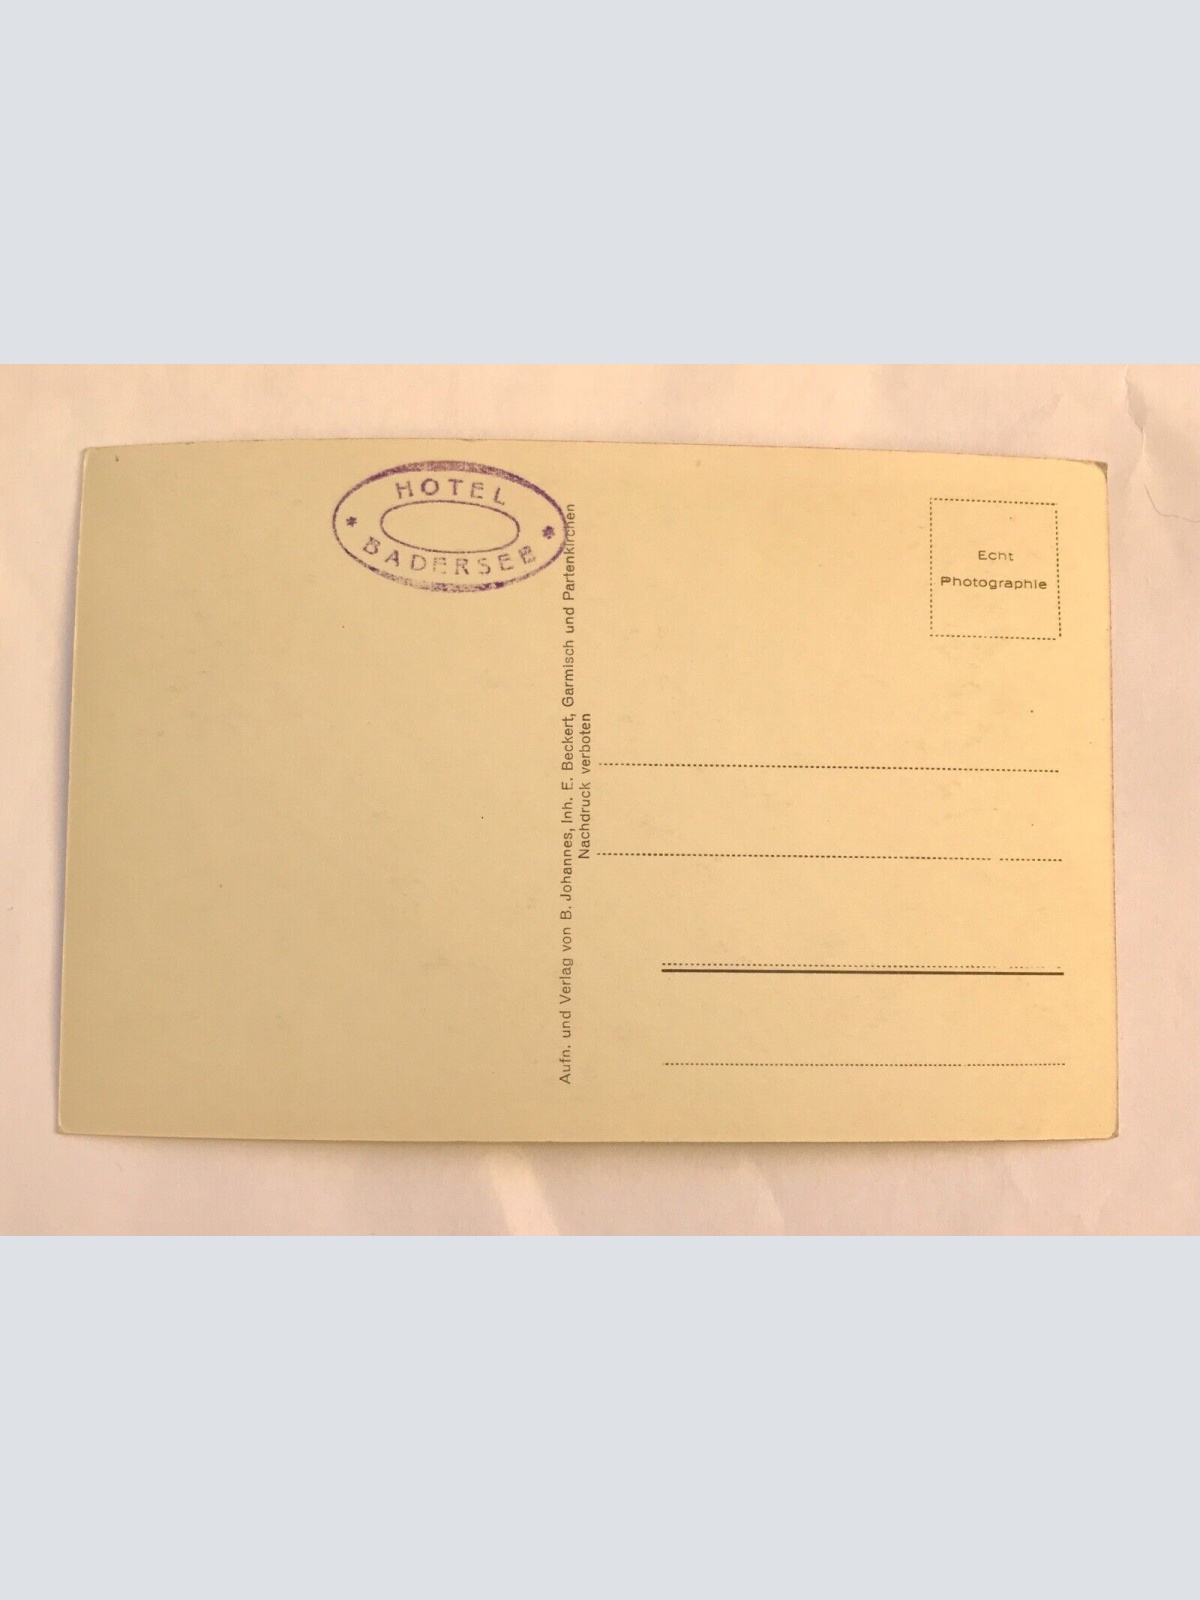 HOTEL
BADERSEE
Aufn. und Verlag von B. Johannes, Inh. E. Beckert, Garmisch und Partenkirchen
Nachdruck verboten
Echt
Photographie